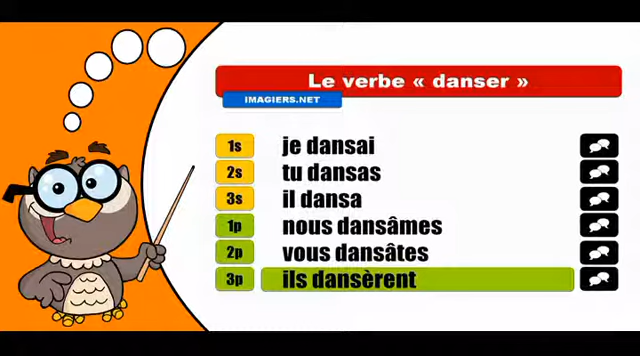 Le verbe « danser »
IMAGIERS.NET
1s je dansai
2s tu dansas
3s il dansa
1p nous dansâmes
2p vous dansâtes
3p ils dansèrent